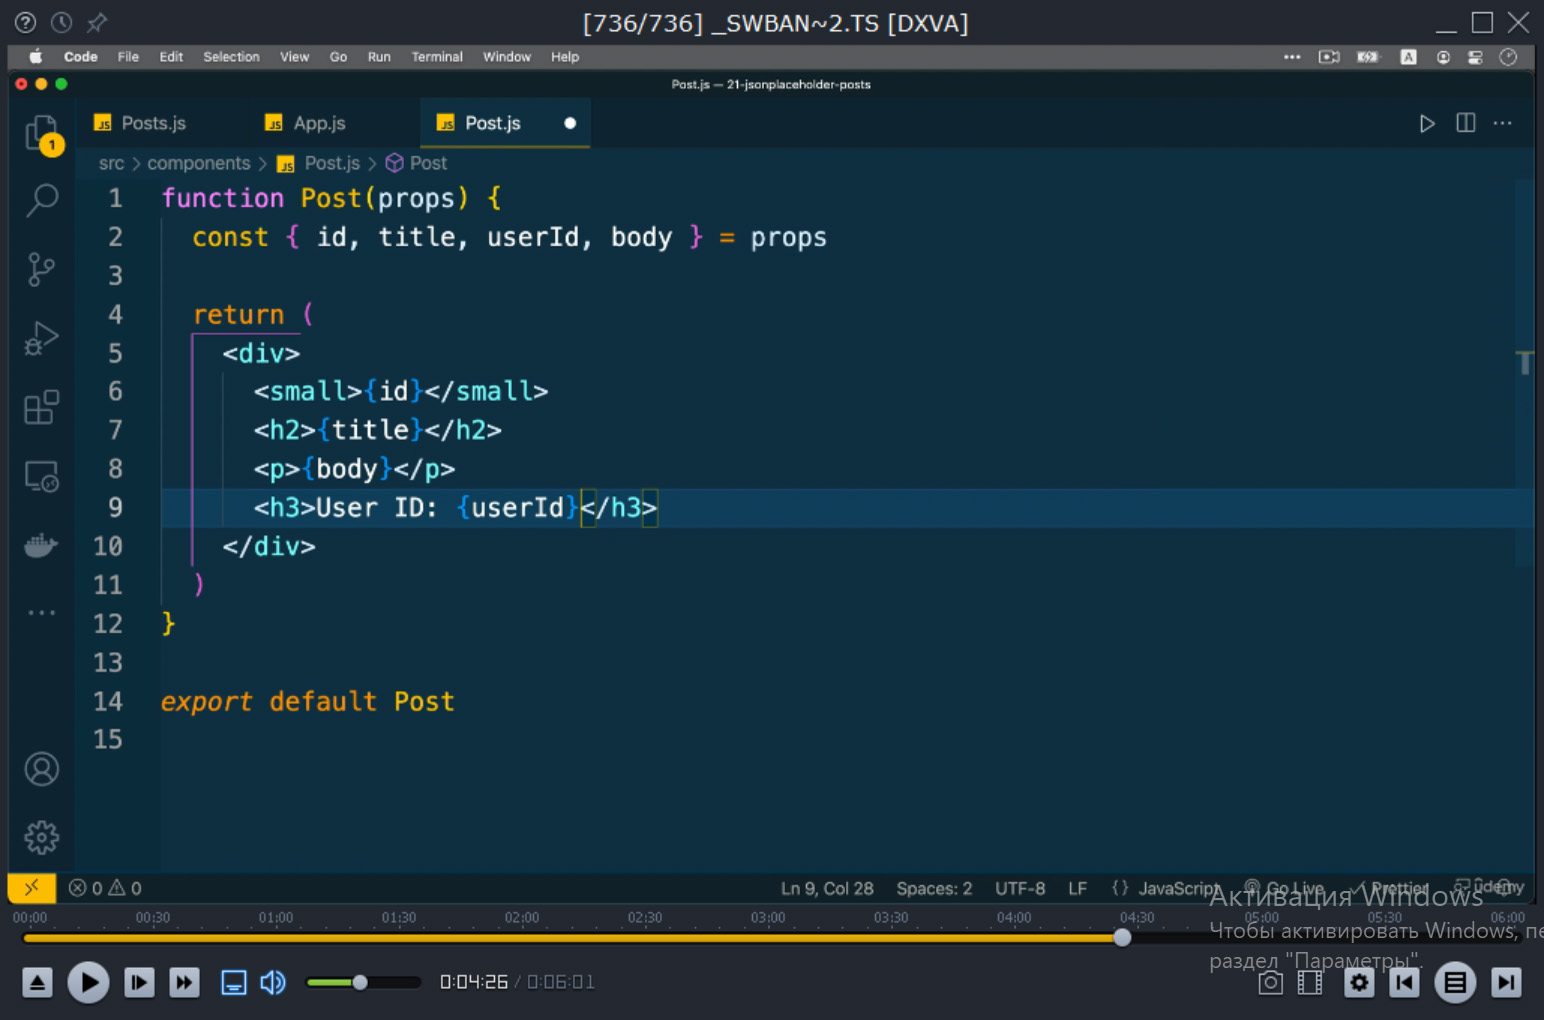 [736/736] _SWBAN~2.TS [DXVA]
Code File Edit Selection View Go Run Terminal Window Help
A
Post.js — 21-jsonplaceholder-posts
JS Posts.js JS App.js JS Post.js
1
src > components > JS Post.js > Post
1 function Post(props) {
2 const { id, title, userId, body } = props
3
4 return (
5 <div>
6 <small>{id}</small>
7 <h2>{title}</h2>
8 <p>{body}</p>
9 <h3>User ID: {userId}</h3>
10 </div>
11 )
12 }
13
14 export default Post
15
0 0 Ln 9, Col 28 Spaces: 2 UTF-8 LF {} JavaScript Go Live Prettier ûdemy
Активация Windows
00:00 00:30 01:00 01:30 02:00 02:30 03:00 03:30 04:00 04:30 05:00 05:30 06:00
Чтобы активировать Windows, пе
раздел "Параметры".
0:04:26 / 0:06:01